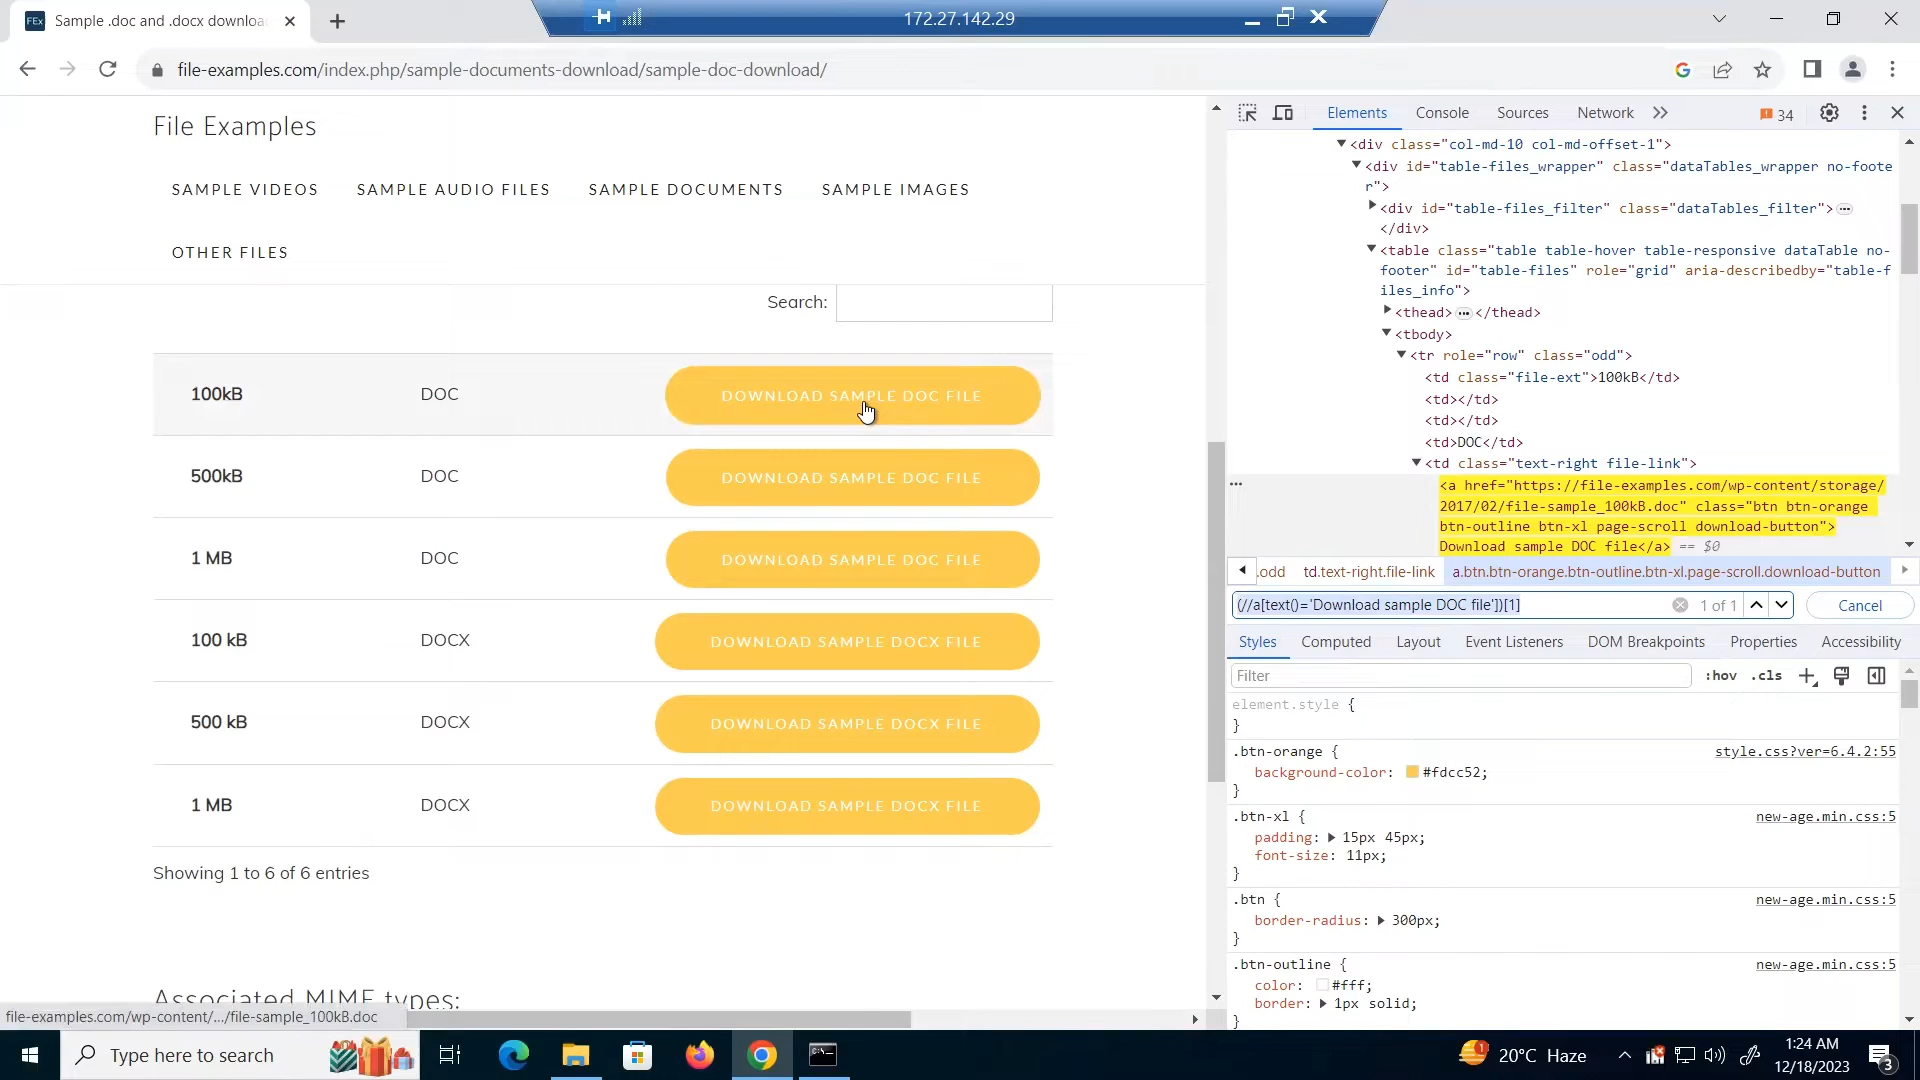 FEx
Sample .doc and .docx downloa
172.27.142.29
file-examples.com/index.php/sample-documents-download/sample-doc-download/
File Examples
SAMPLE VIDEOS
SAMPLE AUDIO FILES
SAMPLE DOCUMENTS
SAMPLE IMAGES
OTHER FILES
Search:
100kB DOC DOWNLOAD SAMPLE DOC FILE
500kB DOC DOWNLOAD SAMPLE DOC FILE
1 MB DOC DOWNLOAD SAMPLE DOC FILE
100 kB DOCX DOWNLOAD SAMPLE DOCX FILE
500 kB DOCX DOWNLOAD SAMPLE DOCX FILE
1 MB DOCX DOWNLOAD SAMPLE DOCX FILE
Showing 1 to 6 of 6 entries
Associated MIME types:
file-examples.com/wp-content/.../file-sample_100kB.doc
Elements Console Sources Network 34
<div class="col-md-10 col-md-offset-1">
<div id="table-files_wrapper" class="dataTables_wrapper no-foote
r">
<div id="table-files_filter" class="dataTables_filter"> …
</div>
<table class="table table-hover table-responsive dataTable no-
footer" id="table-files" role="grid" aria-describedby="table-f
iles_info">
<thead> … </thead>
<tbody>
<tr role="row" class="odd">
<td class="file-ext">100kB</td>
<td></td>
<td></td>
<td>DOC</td>
<td class="text-right file-link">
<a href="https://file-examples.com/wp-content/storage/
2017/02/file-sample_100kB.doc" class="btn btn-orange
btn-outline btn-xl page-scroll download-button">
Download sample DOC file</a> == $0
.odd td.text-right.file-link a.btn.btn-orange.btn-outline.btn-xl.page-scroll.download-button
(//a[text()='Download sample DOC file'])[1] 1 of 1 Cancel
Styles Computed Layout Event Listeners DOM Breakpoints Properties Accessibility
Filter :hov .cls
element.style {
}
.btn-orange { style.css?ver=6.4.2:55
background-color: #fdcc52;
}
.btn-xl { new-age.min.css:5
padding: 15px 45px;
font-size: 11px;
}
.btn { new-age.min.css:5
border-radius: 300px;
}
.btn-outline { new-age.min.css:5
color: #fff;
border: 1px solid;
}
Type here to search
1
20°C Haze
1:24 AM
12/18/2023
3